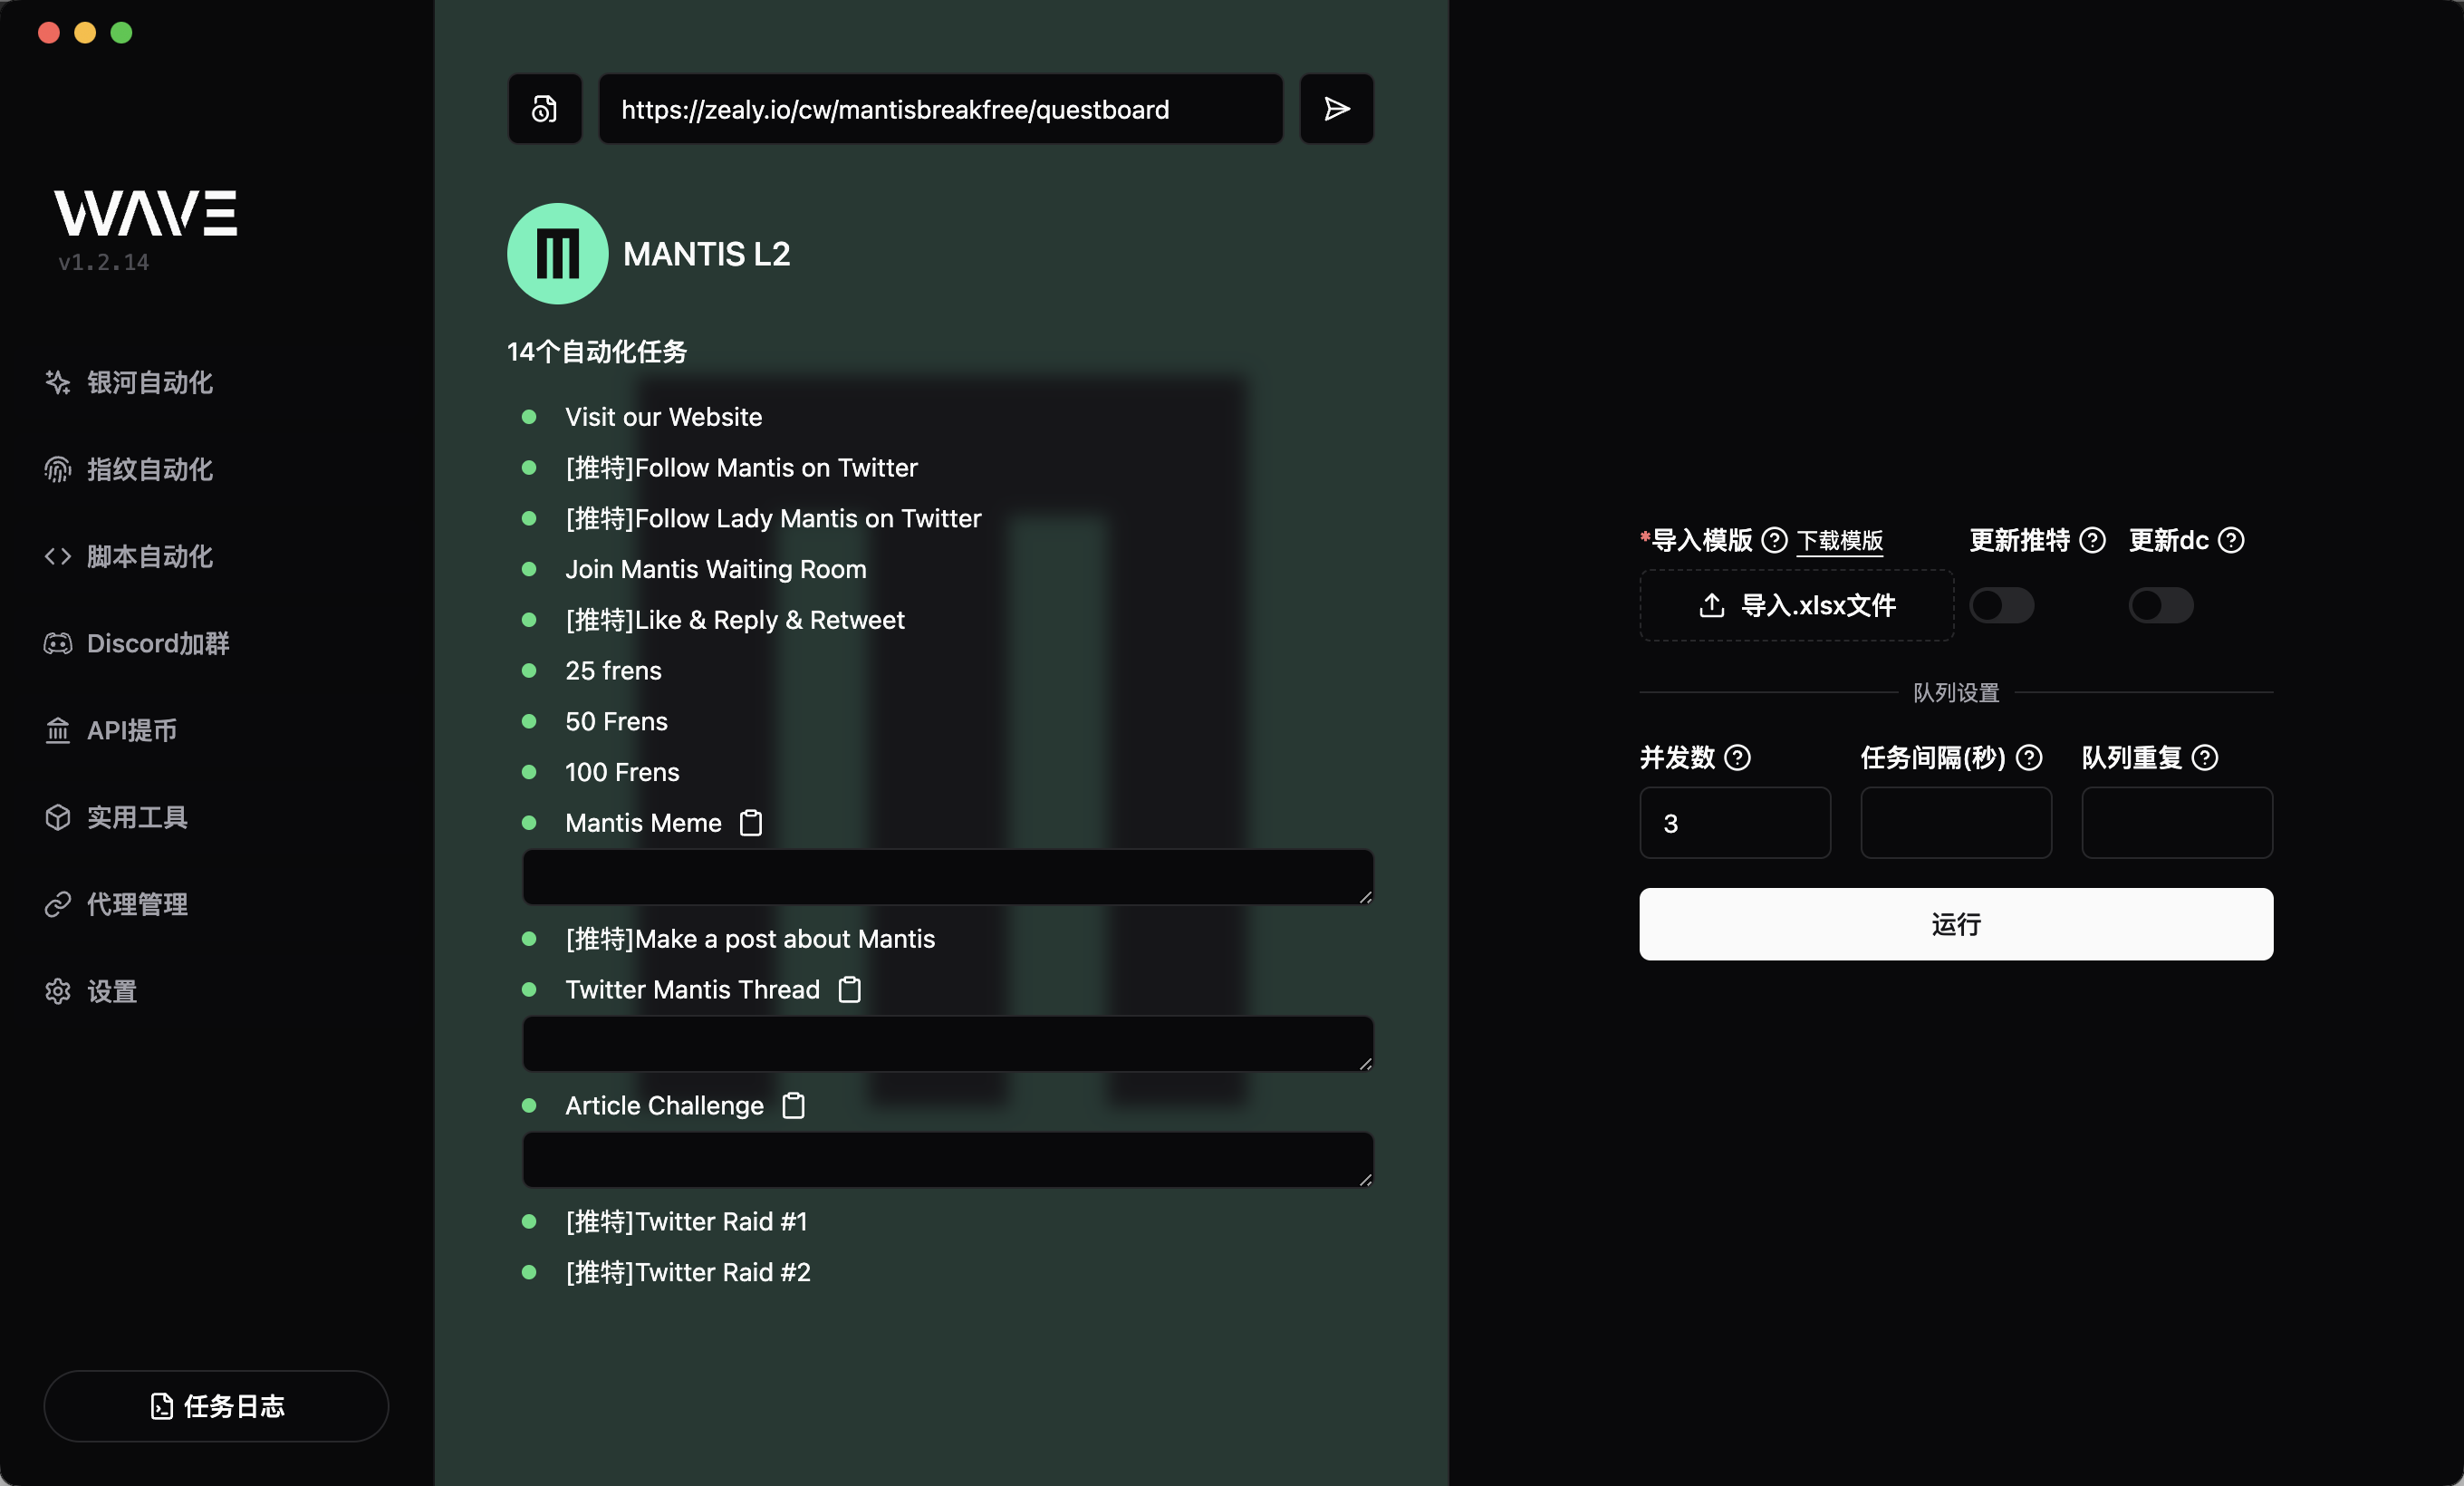 WAVE
v1.2.14
银河自动化
指纹自动化
脚本自动化
Discord加群
API提币
实用工具
代理管理
设置
任务日志
https://zealy.io/cw/mantisbreakfree/questboard
MANTIS L2
14个自动化任务
Visit our Website
[推特]Follow Mantis on Twitter
[推特]Follow Lady Mantis on Twitter
Join Mantis Waiting Room
[推特]Like & Reply & Retweet
25 frens
50 Frens
100 Frens
Mantis Meme
[推特]Make a post about Mantis
Twitter Mantis Thread
Article Challenge
[推特]Twitter Raid #1
[推特]Twitter Raid #2
*导入模版 下载模版 更新推特 更新dc
导入.xlsx文件
队列设置
并发数 任务间隔(秒) 队列重复
3
运行